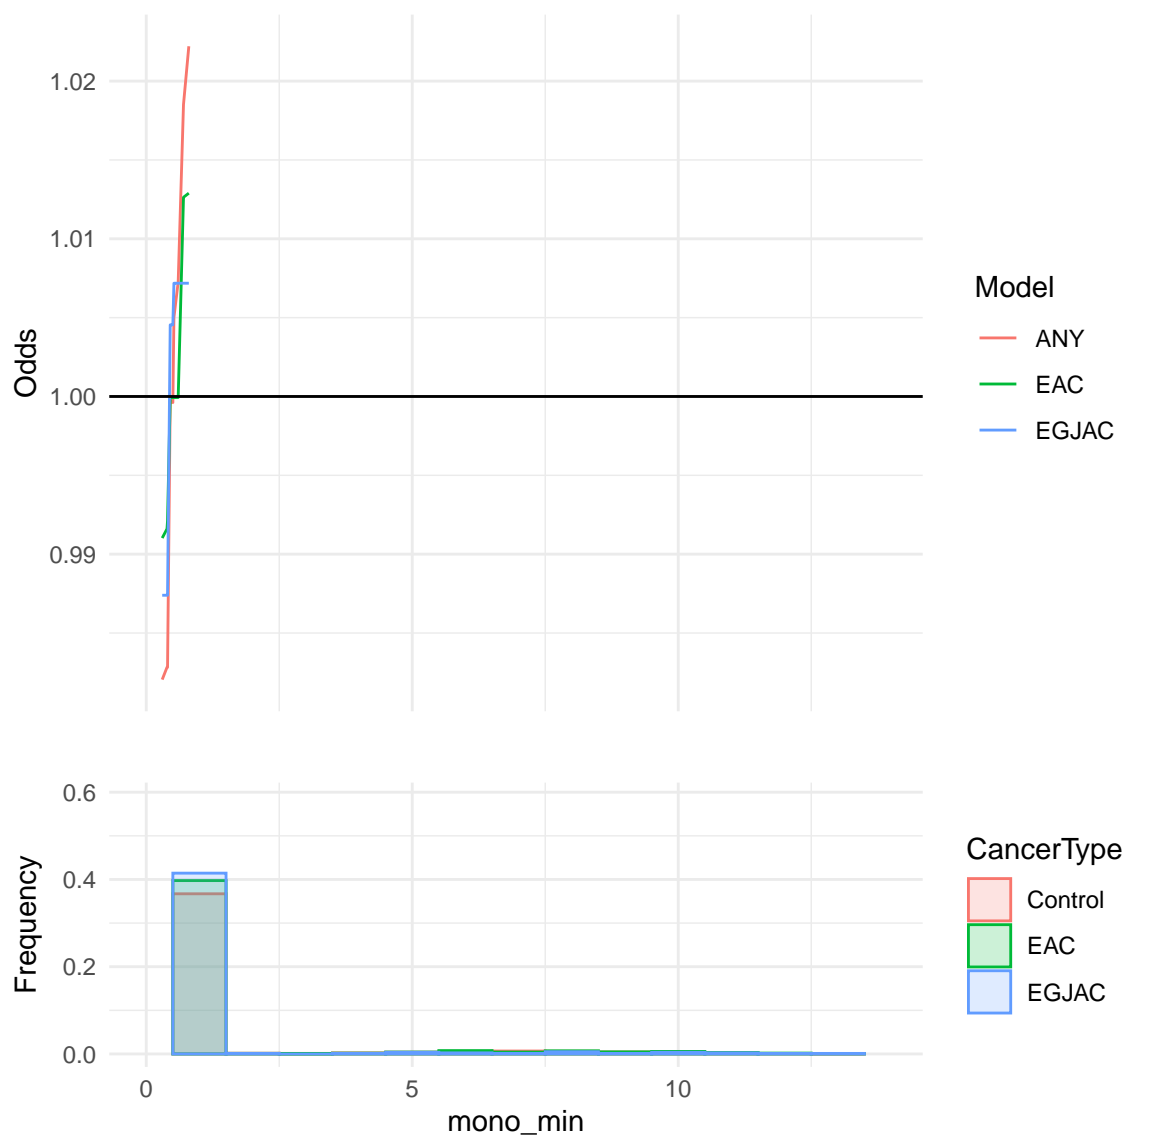 1.02
1.01
1.00
0.99
Odds
Model
ANY
EAC
EGJAC
0.6
0.4
0.2
0.0
Frequency
0
5
10
mono_min
CancerType
Control
EAC
EGJAC